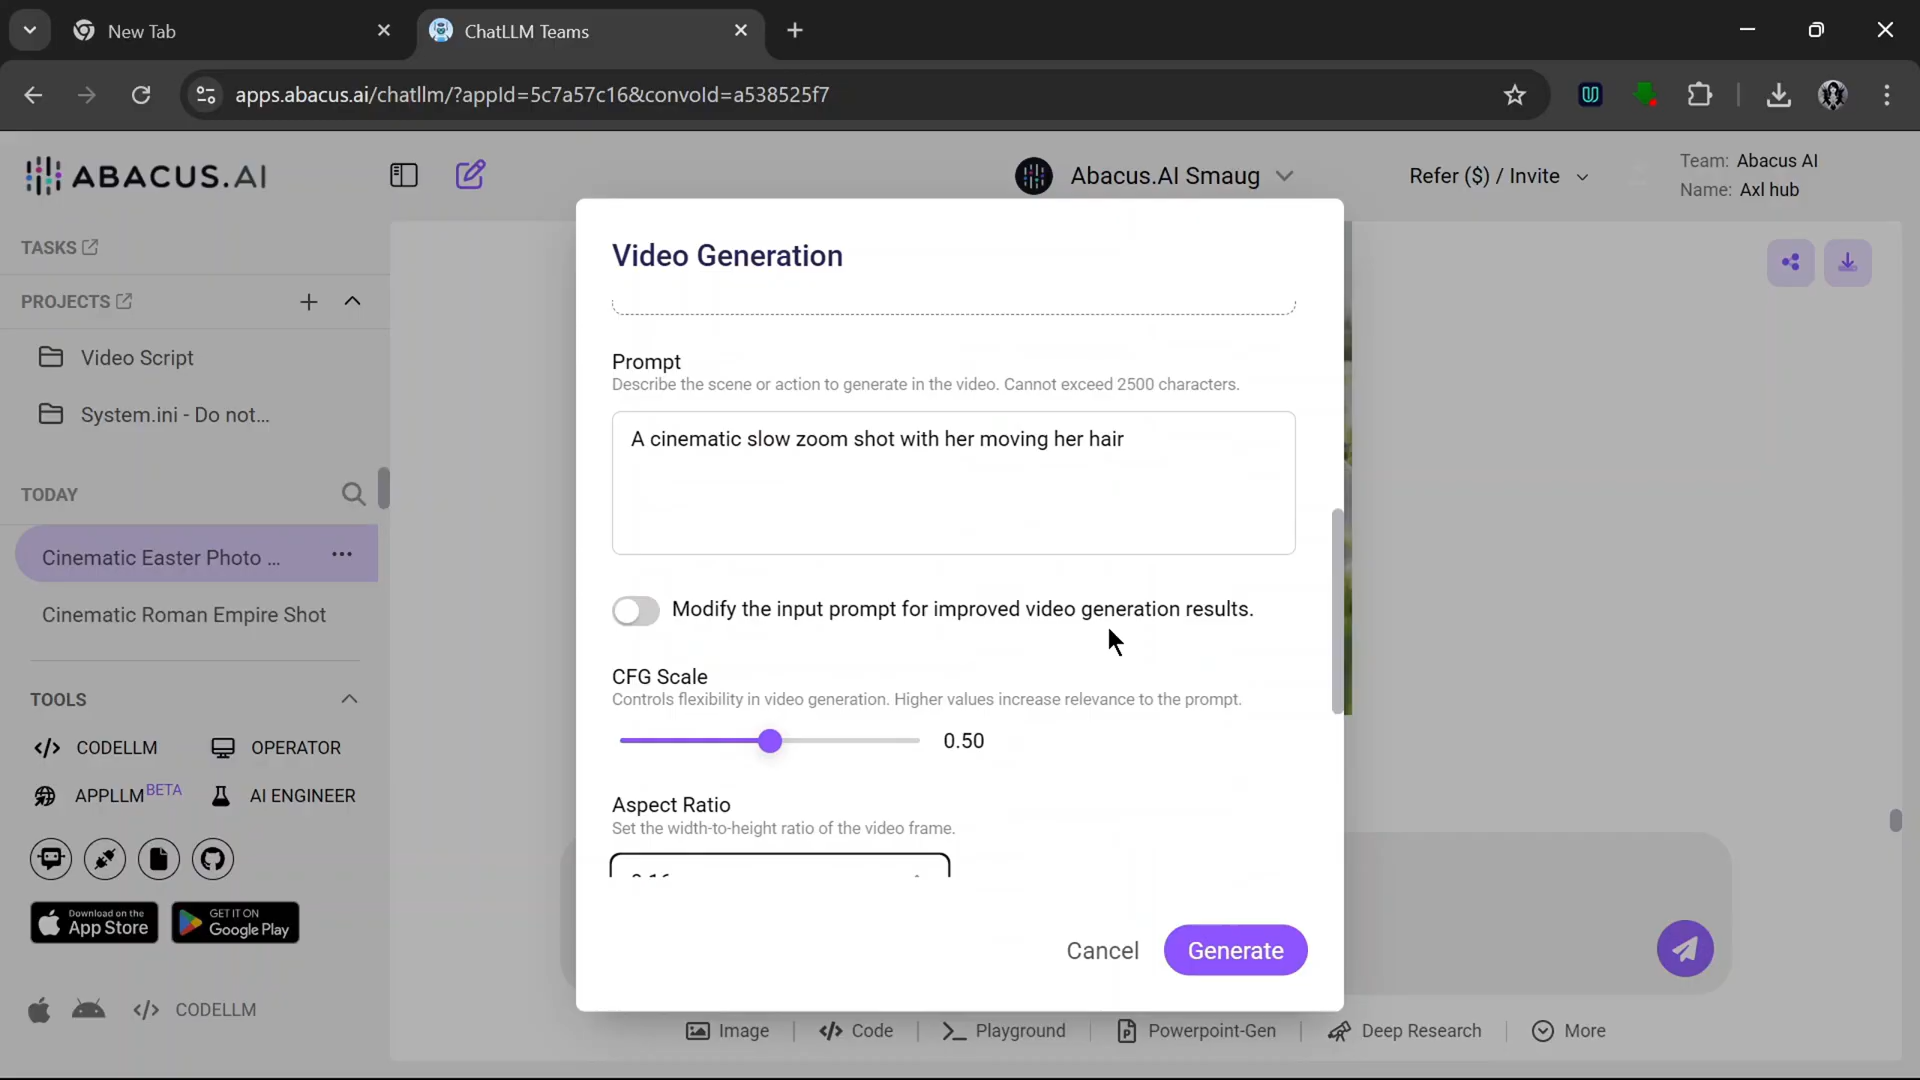 New Tab
ChatLLM Teams
apps.abacus.ai/chatllm/?appId=5c7a57c16&convoId=a538525f7
ABACUS.AI
Abacus.AI Smaug
Refer ($) / Invite
Team: Abacus AI
Name: Axl hub
TASKS
PROJECTS
Video Script
System.ini - Do not...
TODAY
Cinematic Easter Photo ...
Cinematic Roman Empire Shot
TOOLS
CODELLM
OPERATOR
APPLLM BETA
AI ENGINEER
Download on the
App Store
GET IT ON
Google Play
CODELLM
Video Generation
Prompt
Describe the scene or action to generate in the video. Cannot exceed 2500 characters.
A cinematic slow zoom shot with her moving her hair
Modify the input prompt for improved video generation results.
CFG Scale
Controls flexibility in video generation. Higher values increase relevance to the prompt.
0.50
Aspect Ratio
Set the width-to-height ratio of the video frame.
Cancel
Generate
Image
Code
Playground
Powerpoint-Gen
Deep Research
More